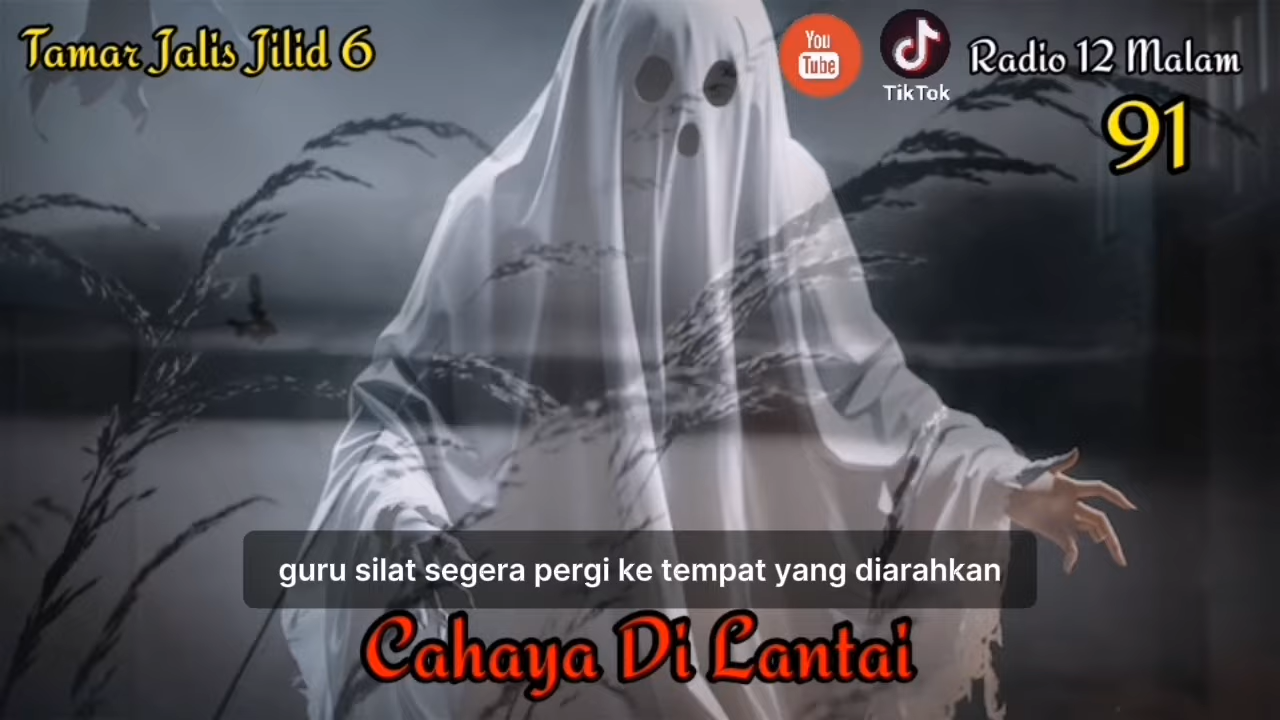 Tamar Jalis Jilid 6
You
Tube
TikTok
Radio 12 Malam
91
guru silat segera pergi ke tempat yang diarahkan
Cahaya Di Lantai